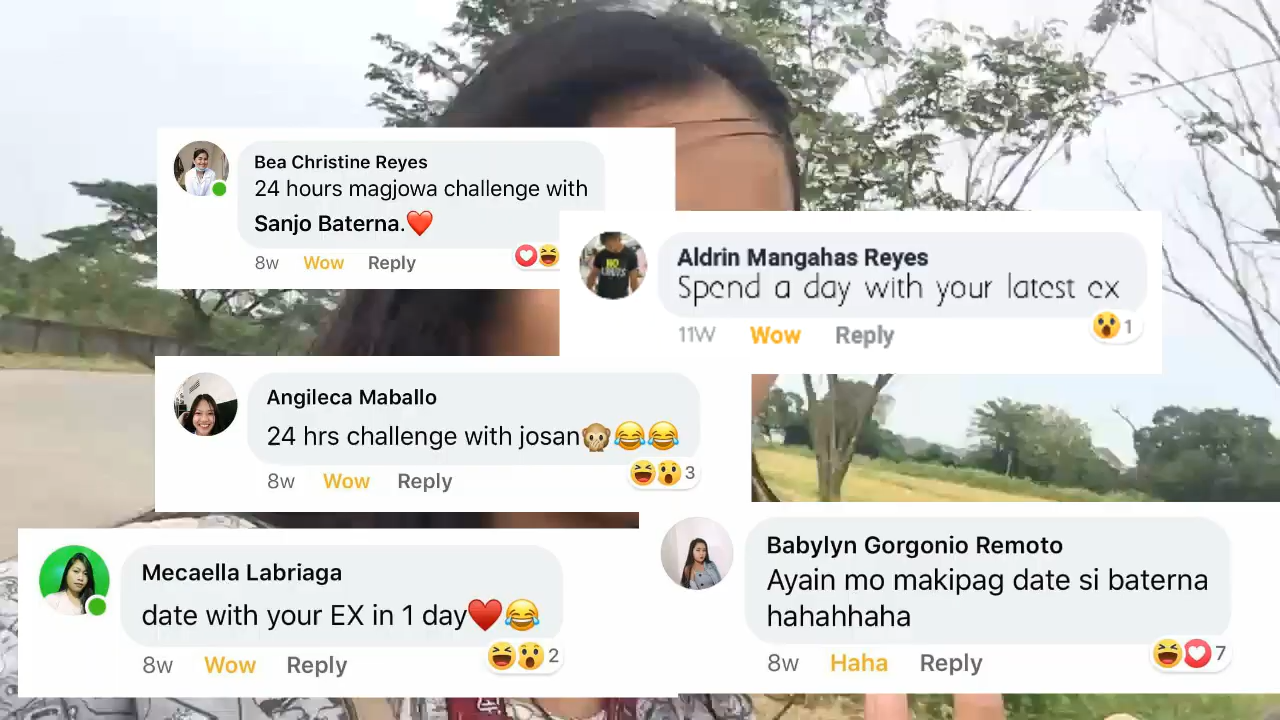 Bea Christine Reyes
24 hours magjowa challenge with
Sanjo Baterna.❤️
8w Wow Reply
Aldrin Mangahas Reyes
Spend a day with your latest ex
11W Wow Reply
1
Angileca Maballo
24 hrs challenge with josan🙊😂😂
8w Wow Reply
3
Mecaella Labriaga
date with your EX in 1 day❤️😂
8w Wow Reply
2
Babylyn Gorgonio Remoto
Ayain mo makipag date si baterna
hahahhaha
8w Haha Reply
7